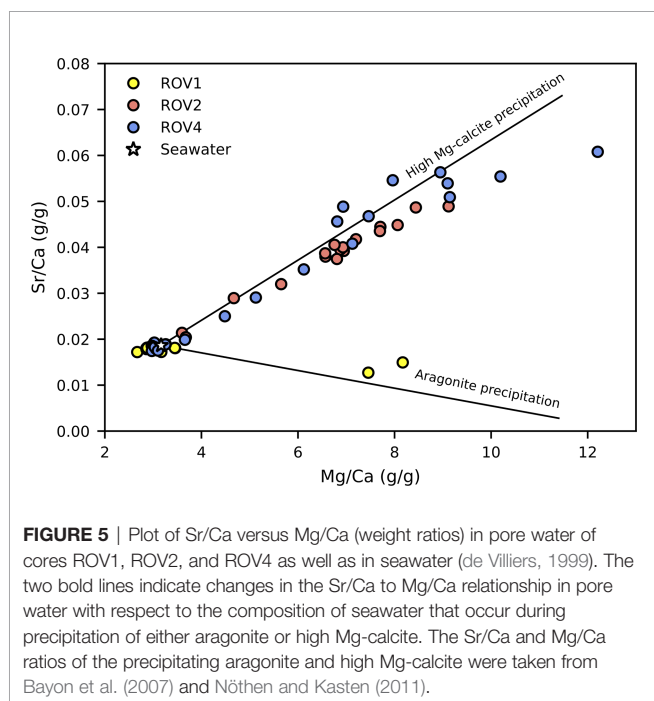 0.08
0.07
0.06
0.05
0.04
0.03
0.02
0.01
0.00
Sr/Ca (g/g)
ROV1
ROV2
ROV4
Seawater
High Mg-calcite precipitation
Aragonite precipitation
2 4 6 8 10 12
Mg/Ca (g/g)
FIGURE 5 | Plot of Sr/Ca versus Mg/Ca (weight ratios) in pore water of
cores ROV1, ROV2, and ROV4 as well as in seawater (de Villiers, 1999). The
two bold lines indicate changes in the Sr/Ca to Mg/Ca relationship in pore
water with respect to the composition of seawater that occur during
precipitation of either aragonite or high Mg-calcite. The Sr/Ca and Mg/Ca
ratios of the precipitating aragonite and high Mg-calcite were taken from
Bayon et al. (2007) and Nöthen and Kasten (2011).